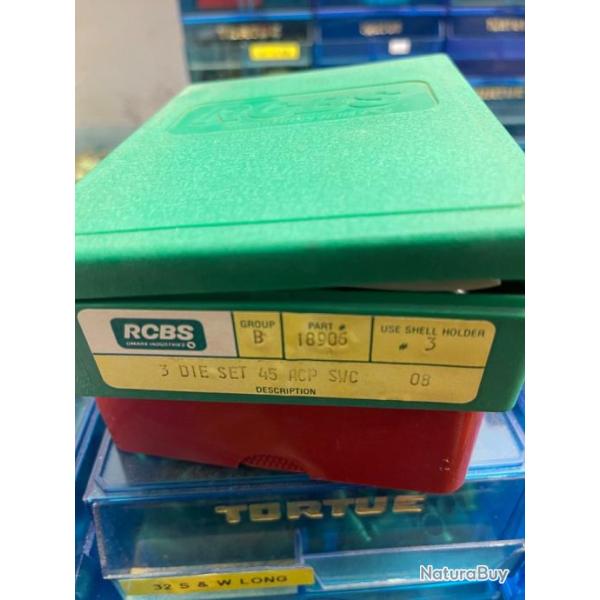 RCBS
RCBS
OMARK INDUSTRIES
GROUP
B
PART #
18906
USE SHELL HOLDER
# 3
3 DIE SET 45 ACP SWC 08
DESCRIPTION
TORTUE
32 S & W LONG
NaturaBuy